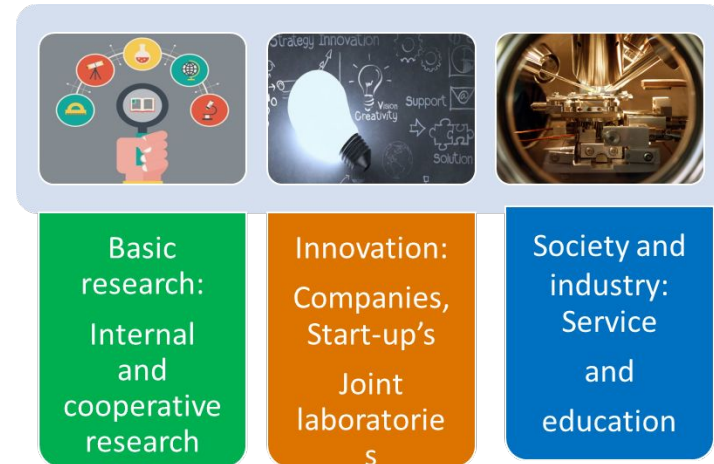 Strategy Innovation
Vision
Creativity
Support
Solution
Basic
research:
Internal
and
cooperative
research
Innovation:
Companies,
Start-up's
Joint
laboratorie
s
Society and
industry:
Service
and
education